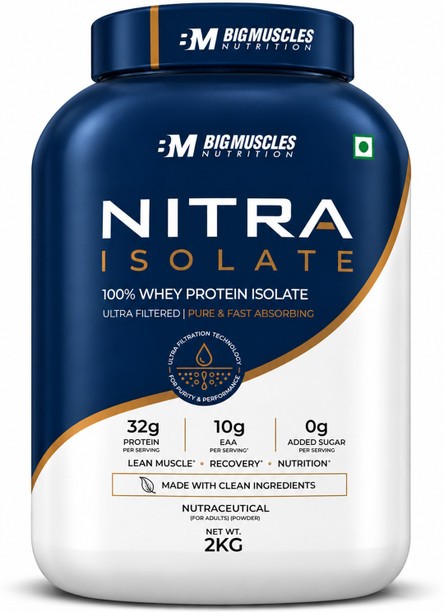 BM BIGMUSCLES
NUTRITION
BM BIGMUSCLES
NUTRITION
NITRA
ISOLATE
100% WHEY PROTEIN ISOLATE
ULTRA FILTERED | PURE & FAST ABSORBING
ULTRA FILTRATION TECHNOLOGY
FOR PURITY & PERFORMANCE
32g 10g 0g
PROTEIN EAA ADDED SUGAR
PER SERVING PER SERVING* PER SERVING
LEAN MUSCLE* • RECOVERY* • NUTRITION*
MADE WITH CLEAN INGREDIENTS
NUTRACEUTICAL
(FOR ADULTS) (POWDER)
NET WT.
2KG